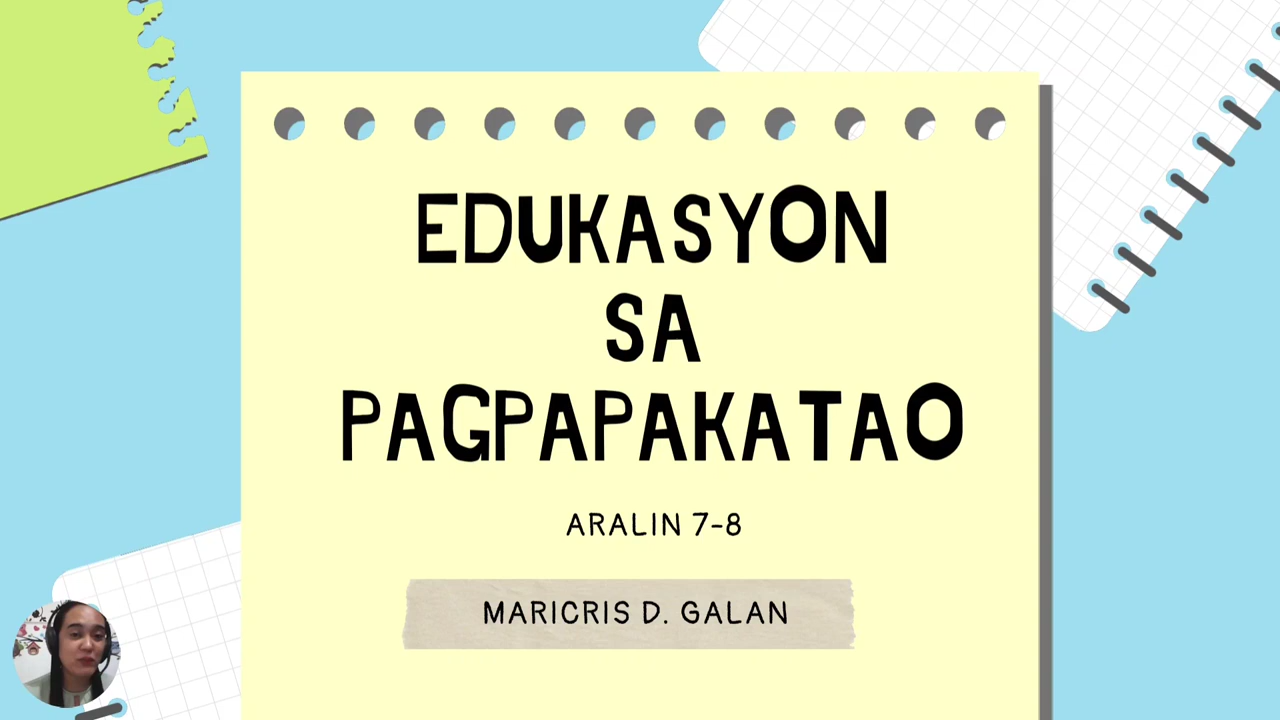 EDUKASYON
SA
PAGPAPAKATAO
ARALIN 7-8
MARICRIS D. GALAN